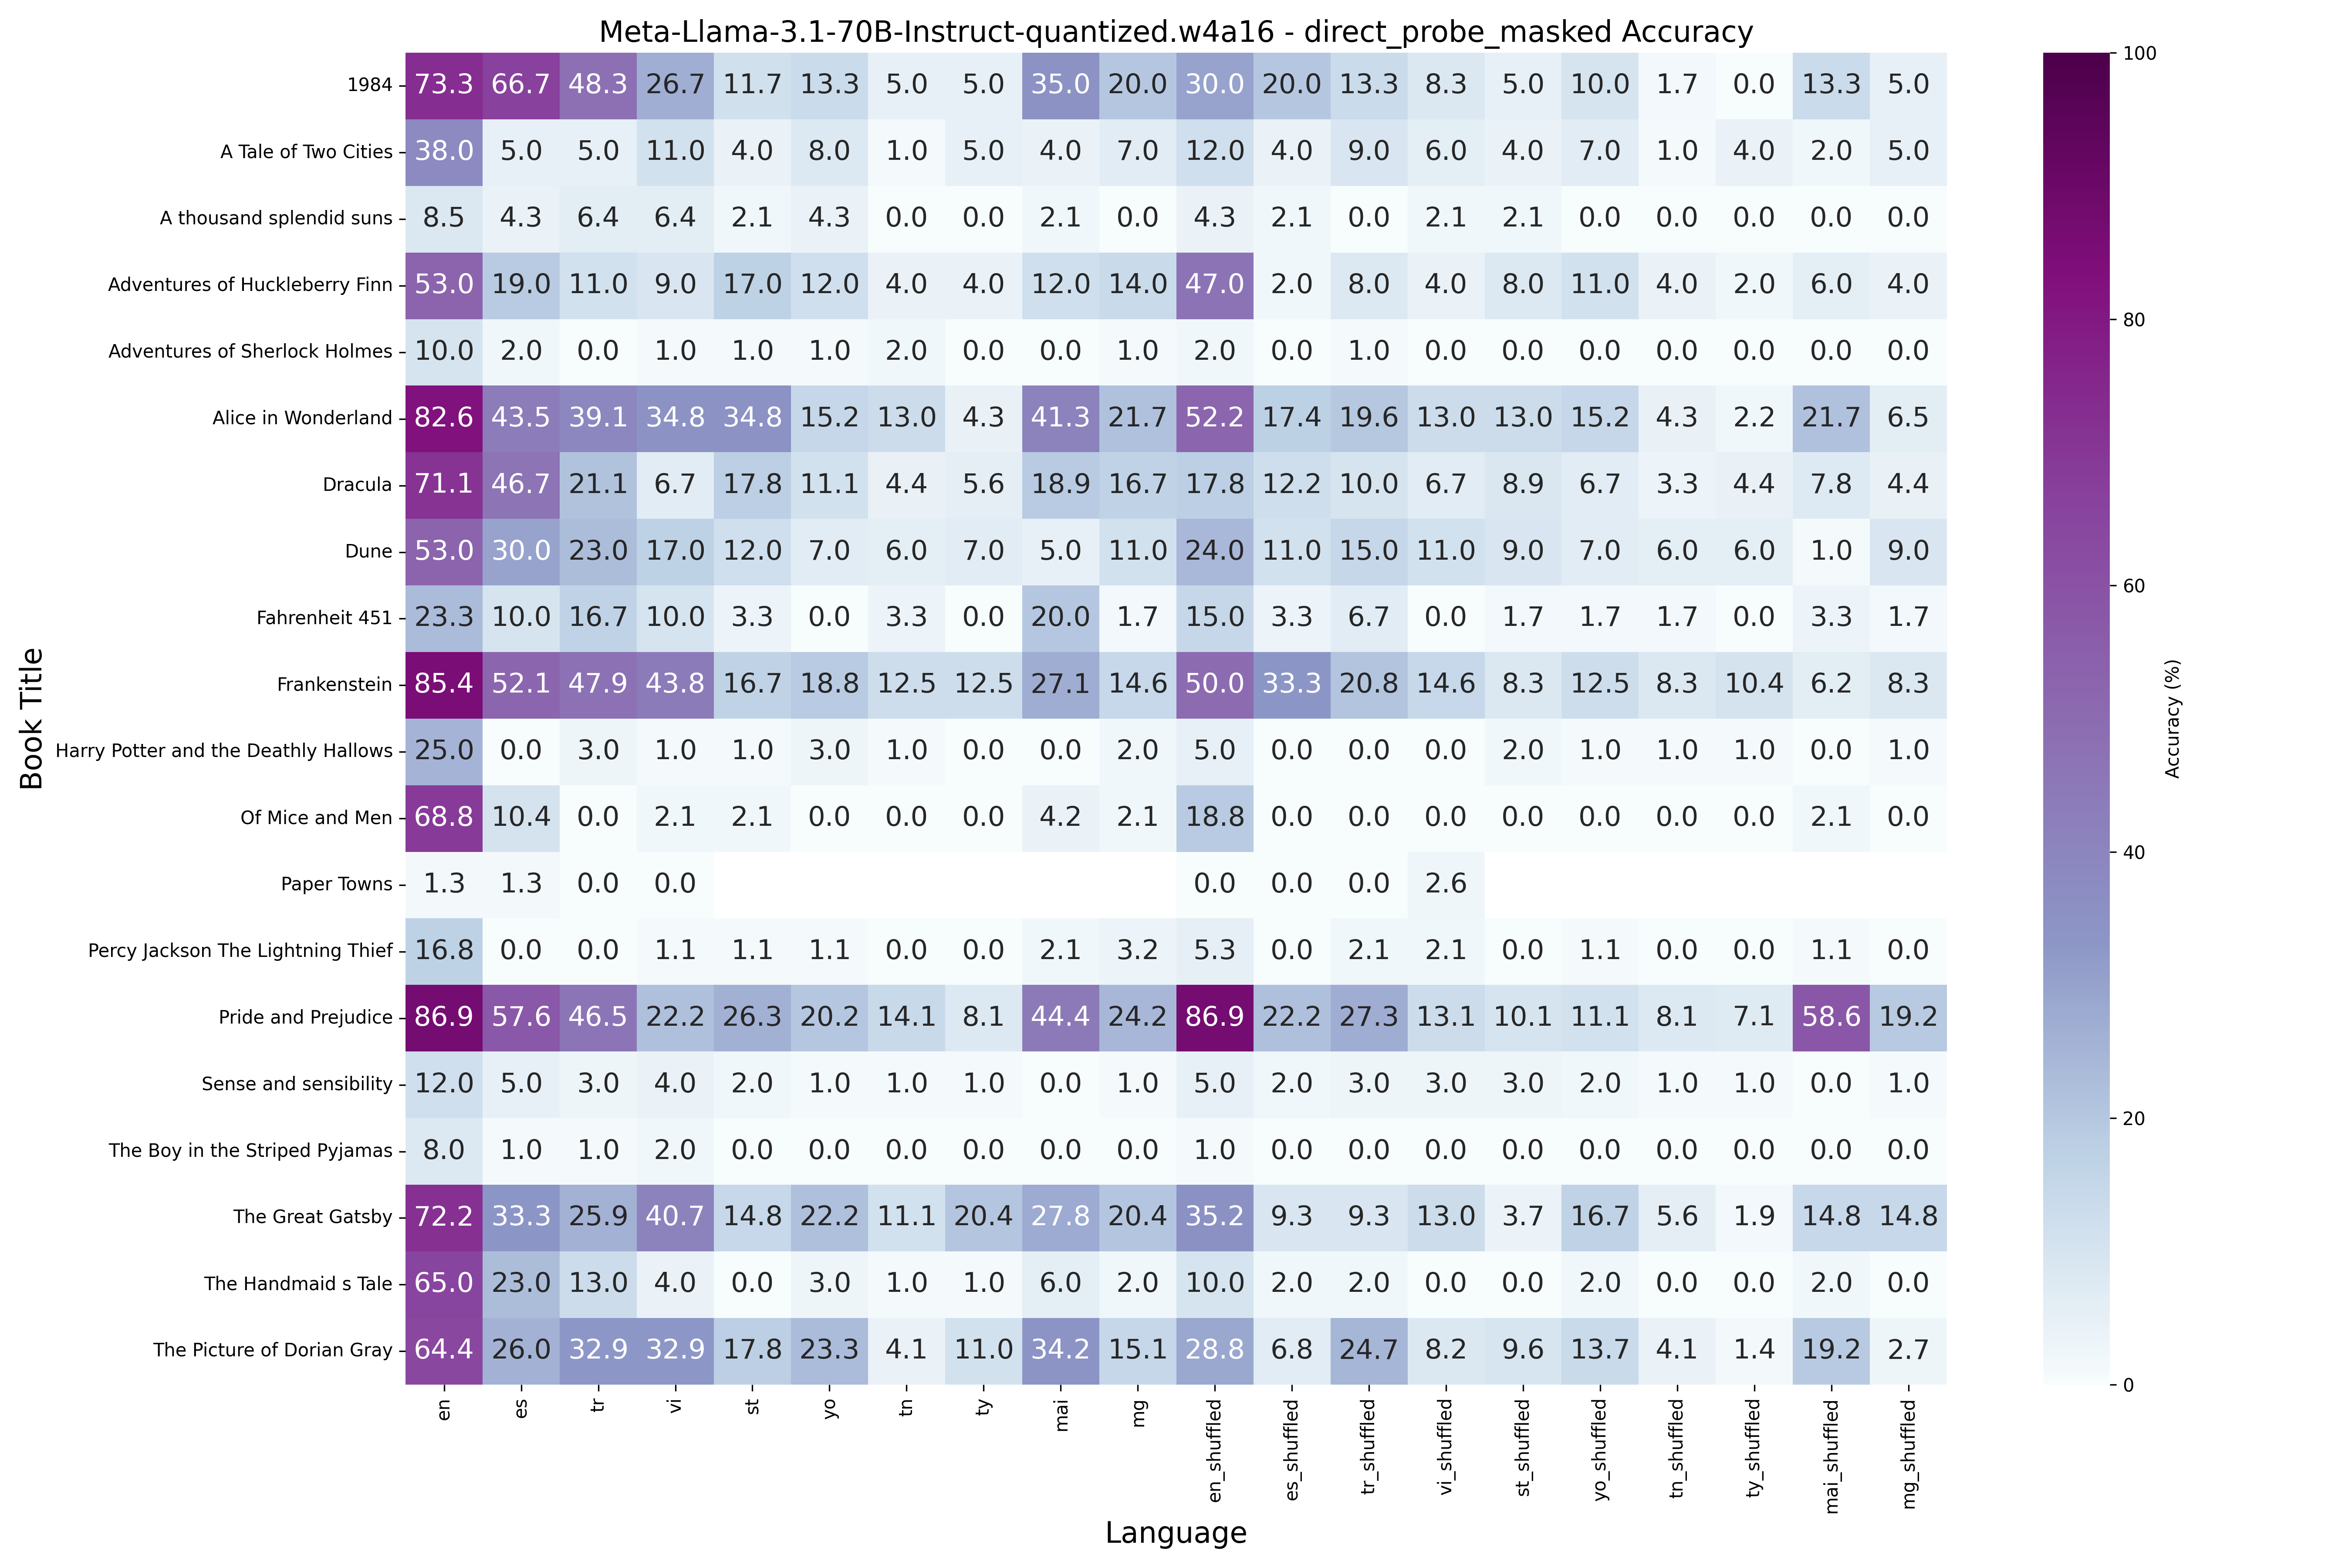 Meta-Llama-3.1-70B-Instruct-quantized.w4a16 - direct_probe_masked Accuracy
1984 73.3 66.7 48.3 26.7 11.7 13.3 5.0 5.0 35.0 20.0 30.0 20.0 13.3 8.3 5.0 10.0 1.7 0.0 13.3 5.0
A Tale of Two Cities 38.0 5.0 5.0 11.0 4.0 8.0 1.0 5.0 4.0 7.0 12.0 4.0 9.0 6.0 4.0 7.0 1.0 4.0 2.0 5.0
A thousand splendid suns 8.5 4.3 6.4 6.4 2.1 4.3 0.0 0.0 2.1 0.0 4.3 2.1 0.0 2.1 2.1 0.0 0.0 0.0 0.0 0.0
Adventures of Huckleberry Finn 53.0 19.0 11.0 9.0 17.0 12.0 4.0 4.0 12.0 14.0 47.0 2.0 8.0 4.0 8.0 11.0 4.0 2.0 6.0 4.0
Adventures of Sherlock Holmes 10.0 2.0 0.0 1.0 1.0 1.0 2.0 0.0 0.0 1.0 2.0 0.0 1.0 0.0 0.0 0.0 0.0 0.0 0.0 0.0
Alice in Wonderland 82.6 43.5 39.1 34.8 34.8 15.2 13.0 4.3 41.3 21.7 52.2 17.4 19.6 13.0 13.0 15.2 4.3 2.2 21.7 6.5
Dracula 71.1 46.7 21.1 6.7 17.8 11.1 4.4 5.6 18.9 16.7 17.8 12.2 10.0 6.7 8.9 6.7 3.3 4.4 7.8 4.4
Dune 53.0 30.0 23.0 17.0 12.0 7.0 6.0 7.0 5.0 11.0 24.0 11.0 15.0 11.0 9.0 7.0 6.0 6.0 1.0 9.0
Fahrenheit 451 23.3 10.0 16.7 10.0 3.3 0.0 3.3 0.0 20.0 1.7 15.0 3.3 6.7 0.0 1.7 1.7 1.7 0.0 3.3 1.7
Frankenstein 85.4 52.1 47.9 43.8 16.7 18.8 12.5 12.5 27.1 14.6 50.0 33.3 20.8 14.6 8.3 12.5 8.3 10.4 6.2 8.3
Harry Potter and the Deathly Hallows 25.0 0.0 3.0 1.0 1.0 3.0 1.0 0.0 0.0 2.0 5.0 0.0 0.0 0.0 2.0 1.0 1.0 1.0 0.0 1.0
Of Mice and Men 68.8 10.4 0.0 2.1 2.1 0.0 0.0 0.0 4.2 2.1 18.8 0.0 0.0 0.0 0.0 0.0 0.0 0.0 2.1 0.0
Paper Towns 1.3 1.3 0.0 0.0 0.0 0.0 0.0 2.6
Percy Jackson The Lightning Thief 16.8 0.0 0.0 1.1 1.1 1.1 0.0 0.0 2.1 3.2 5.3 0.0 2.1 2.1 0.0 1.1 0.0 0.0 1.1 0.0
Pride and Prejudice 86.9 57.6 46.5 22.2 26.3 20.2 14.1 8.1 44.4 24.2 86.9 22.2 27.3 13.1 10.1 11.1 8.1 7.1 58.6 19.2
Sense and sensibility 12.0 5.0 3.0 4.0 2.0 1.0 1.0 1.0 0.0 1.0 5.0 2.0 3.0 3.0 3.0 2.0 1.0 1.0 0.0 1.0
The Boy in the Striped Pyjamas 8.0 1.0 1.0 2.0 0.0 0.0 0.0 0.0 0.0 0.0 1.0 0.0 0.0 0.0 0.0 0.0 0.0 0.0 0.0 0.0
The Great Gatsby 72.2 33.3 25.9 40.7 14.8 22.2 11.1 20.4 27.8 20.4 35.2 9.3 9.3 13.0 3.7 16.7 5.6 1.9 14.8 14.8
The Handmaid s Tale 65.0 23.0 13.0 4.0 0.0 3.0 1.0 1.0 6.0 2.0 10.0 2.0 2.0 0.0 0.0 2.0 0.0 0.0 2.0 0.0
The Picture of Dorian Gray 64.4 26.0 32.9 32.9 17.8 23.3 4.1 11.0 34.2 15.1 28.8 6.8 24.7 8.2 9.6 13.7 4.1 1.4 19.2 2.7
en es tr vi st yo tn ty mai mg en_shuffled es_shuffled tr_shuffled vi_shuffled st_shuffled yo_shuffled tn_shuffled ty_shuffled mai_shuffled mg_shuffled
Language
Book Title
100
80
60
40
20
0
Accuracy (%)